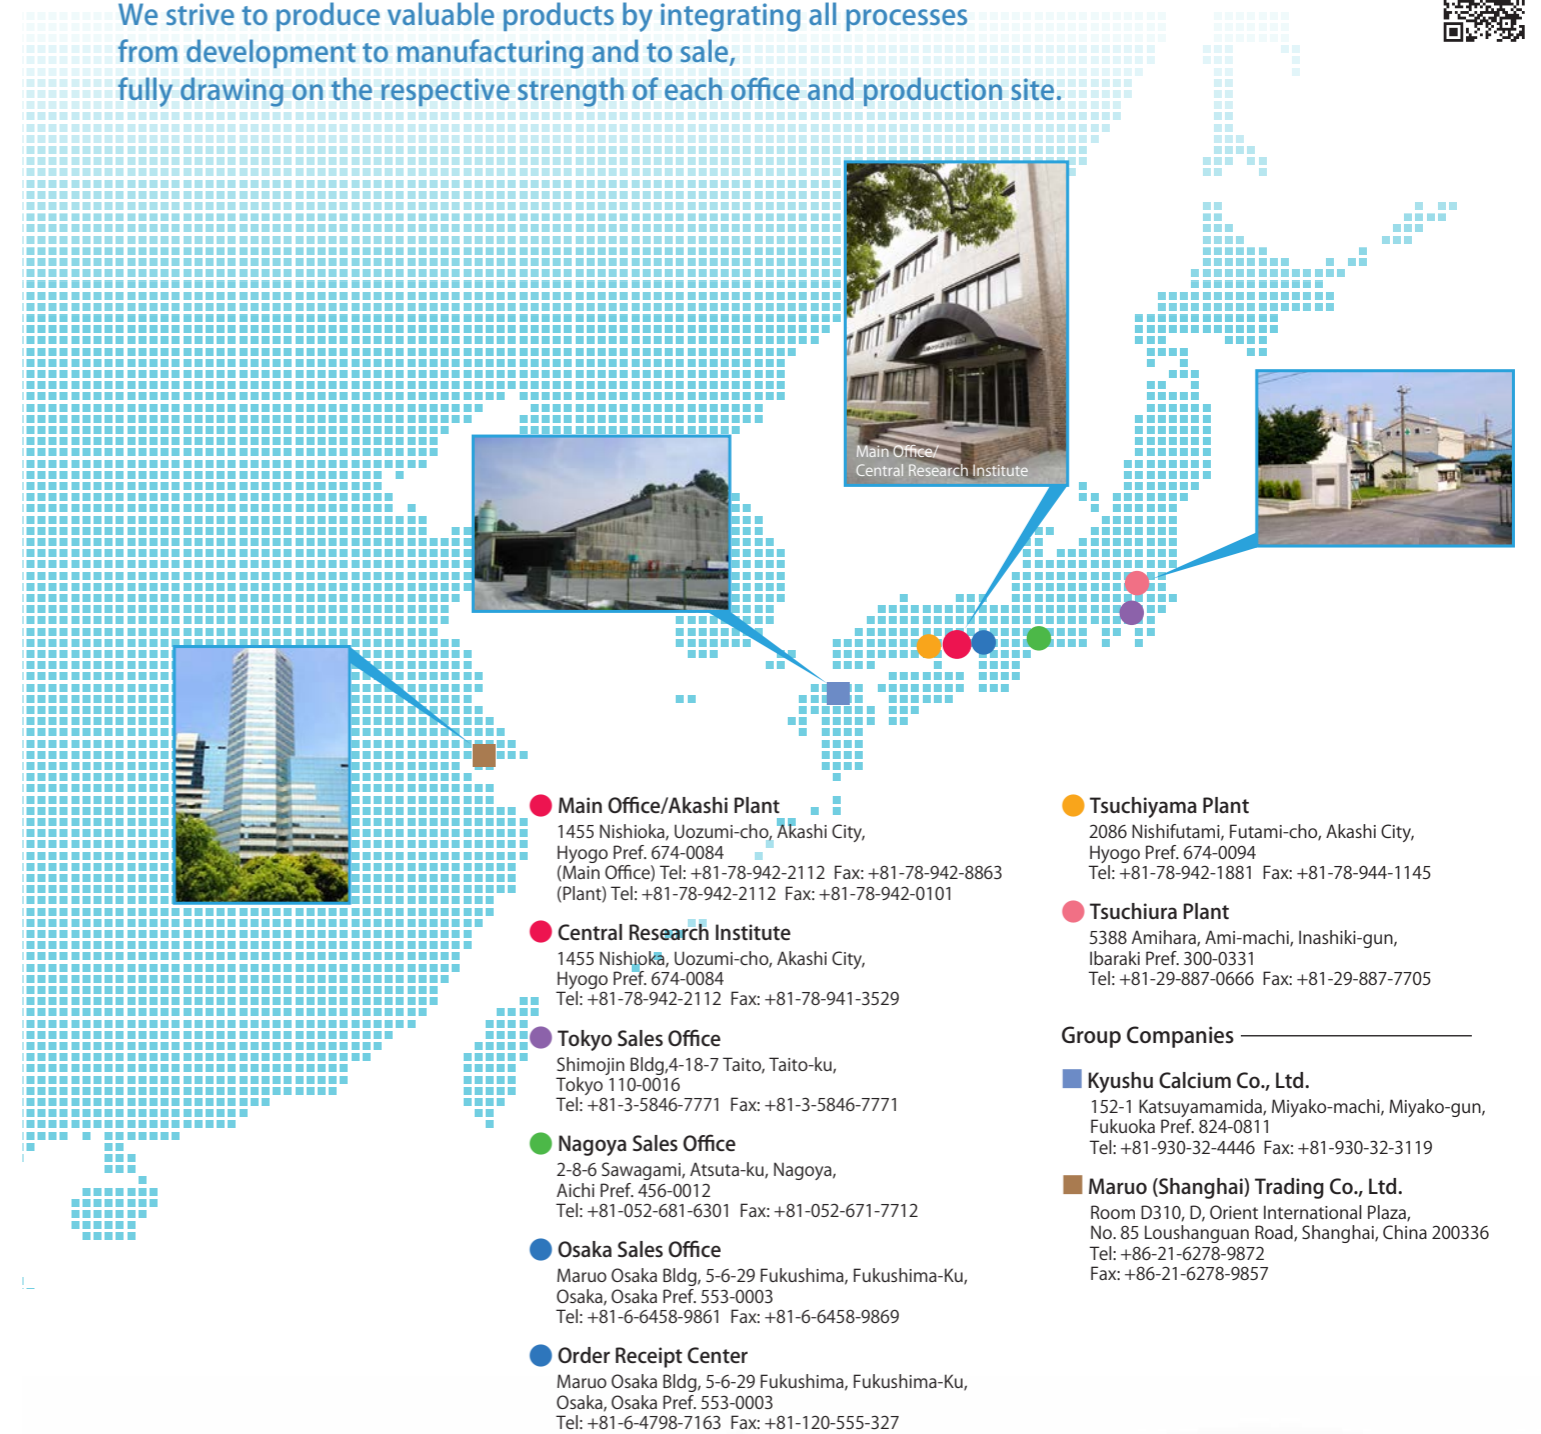 We strive to produce valuable products by integrating all processes
from development to manufacturing and to sale,
fully drawing on the respective strength of each office and production site.
Main Office/
Central Research Institute
Main Office/Akashi Plant
1455 Nishioka, Uozumi-cho, Akashi City,
Hyogo Pref. 674-0084
(Main Office) Tel: +81-78-942-2112 Fax: +81-78-942-8863
(Plant) Tel: +81-78-942-2112 Fax: +81-78-942-0101
Central Research Institute
1455 Nishioka, Uozumi-cho, Akashi City,
Hyogo Pref. 674-0084
Tel: +81-78-942-2112 Fax: +81-78-941-3529
Tokyo Sales Office
Shimojin Bldg,4-18-7 Taito, Taito-ku,
Tokyo 110-0016
Tel: +81-3-5846-7771 Fax: +81-3-5846-7771
Nagoya Sales Office
2-8-6 Sawagami, Atsuta-ku, Nagoya,
Aichi Pref. 456-0012
Tel: +81-052-681-6301 Fax: +81-052-671-7712
Osaka Sales Office
Maruo Osaka Bldg, 5-6-29 Fukushima, Fukushima-Ku,
Osaka, Osaka Pref. 553-0003
Tel: +81-6-6458-9861 Fax: +81-6-6458-9869
Order Receipt Center
Maruo Osaka Bldg, 5-6-29 Fukushima, Fukushima-Ku,
Osaka, Osaka Pref. 553-0003
Tel: +81-6-4798-7163 Fax: +81-120-555-327
Tsuchiyama Plant
2086 Nishifutami, Futami-cho, Akashi City,
Hyogo Pref. 674-0094
Tel: +81-78-942-1881 Fax: +81-78-944-1145
Tsuchiura Plant
5388 Amihara, Ami-machi, Inashiki-gun,
Ibaraki Pref. 300-0331
Tel: +81-29-887-0666 Fax: +81-29-887-7705
Group Companies
Kyushu Calcium Co., Ltd.
152-1 Katsuyamamida, Miyako-machi, Miyako-gun,
Fukuoka Pref. 824-0811
Tel: +81-930-32-4446 Fax: +81-930-32-3119
Maruo (Shanghai) Trading Co., Ltd.
Room D310, D, Orient International Plaza,
No. 85 Loushanguan Road, Shanghai, China 200336
Tel: +86-21-6278-9872
Fax: +86-21-6278-9857